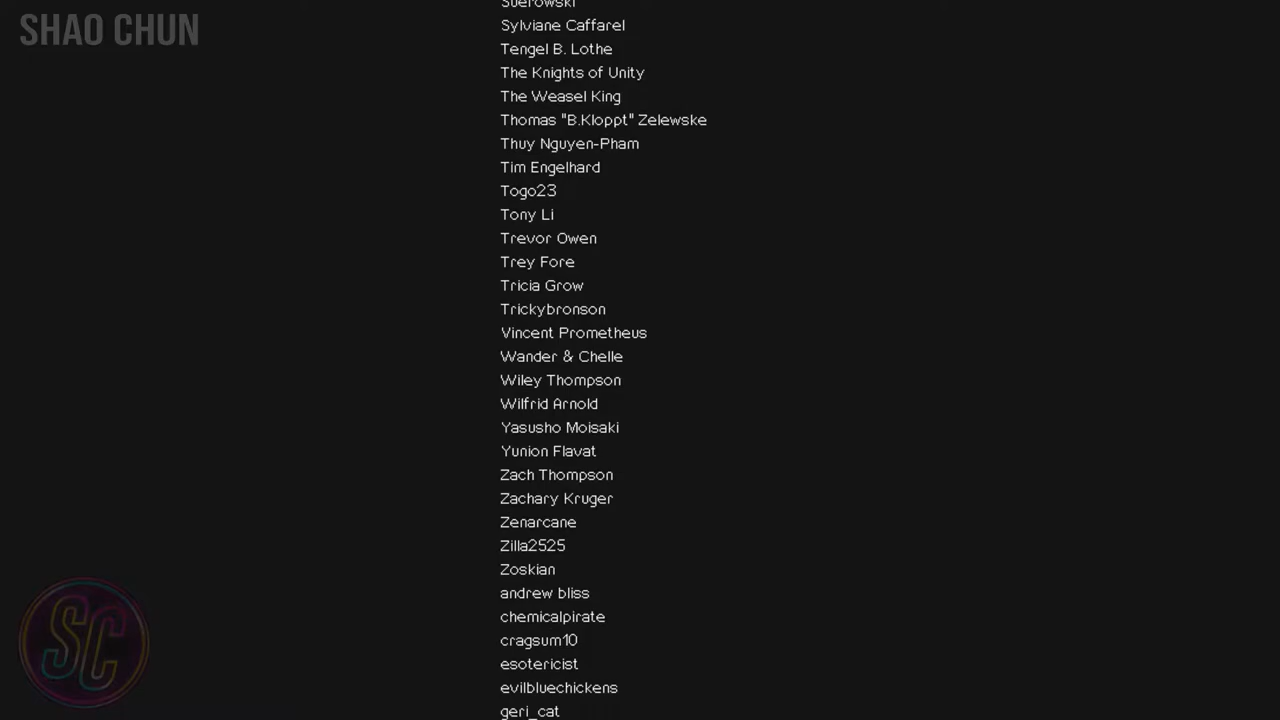 SHAO CHUN
Suerowski
Sylviane Caffarel
Tengel B. Lothe
The Knights of Unity
The Weasel King
Thomas "B.Kloppt" Zelewske
Thuy Nguyen-Pham
Tim Engelhard
Togo23
Tony Li
Trevor Owen
Trey Fore
Tricia Grow
Trickybronson
Vincent Prometheus
Wander & Chelle
Wiley Thompson
Wilfrid Arnold
Yasusho Moisaki
Yunion Flavat
Zach Thompson
Zachary Kruger
Zenarcane
Zilla2525
Zoskian
andrew bliss
chemicalpirate
cragsum10
esotericist
evilbluechickens
geri_cat
SC